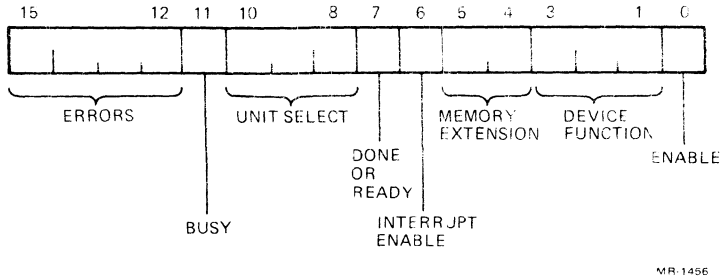 15 12 11 10 8 7 6 5 4 3 1 0
ERRORS
UNIT SELECT
MEMORY
EXTENSION
DEVICE
FUNCTION
DONE
OR
READY
ENABLE
BUSY
INTERRUPT
ENABLE
MR-1456